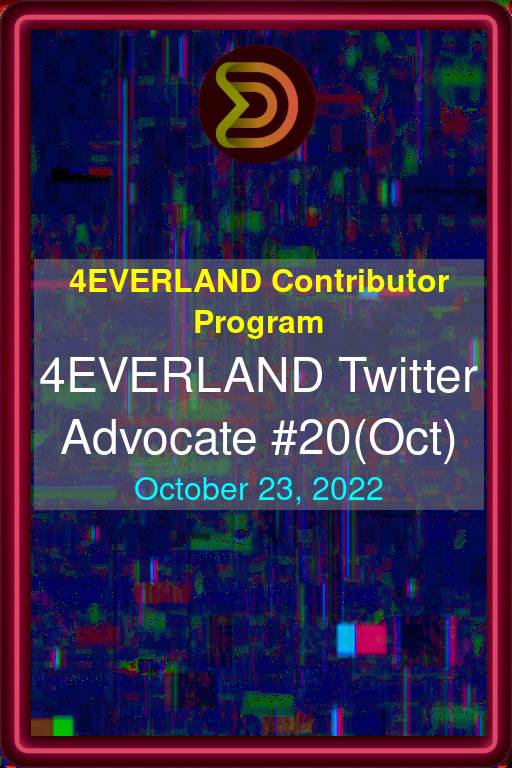 4EVERLAND Contributor
Program
4EVERLAND Twitter
Advocate #20(Oct)
October 23, 2022